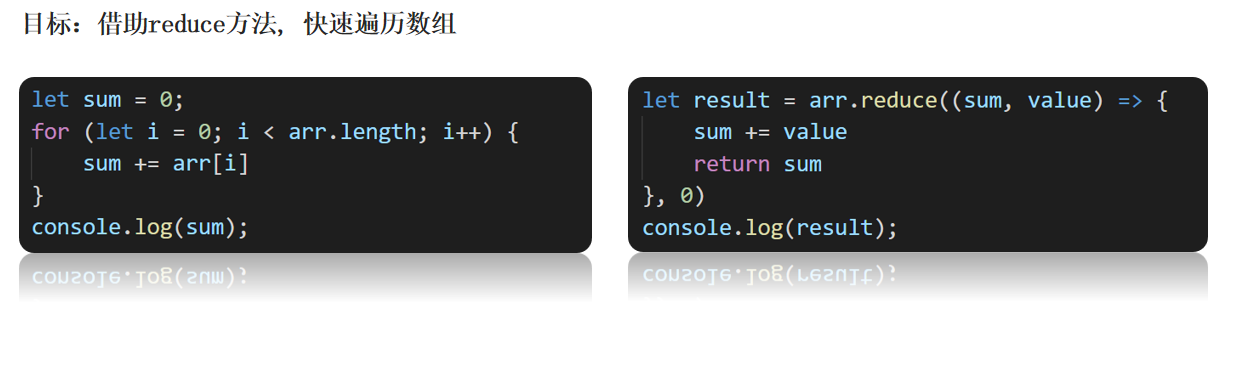 目标：借助reduce方法，快速遍历数组
let sum = 0;
for (let i = 0; i < arr.length; i++) {
    sum += arr[i]
}
console.log(sum);
let result = arr.reduce((sum, value) => {
    sum += value
    return sum
}, 0)
console.log(result);